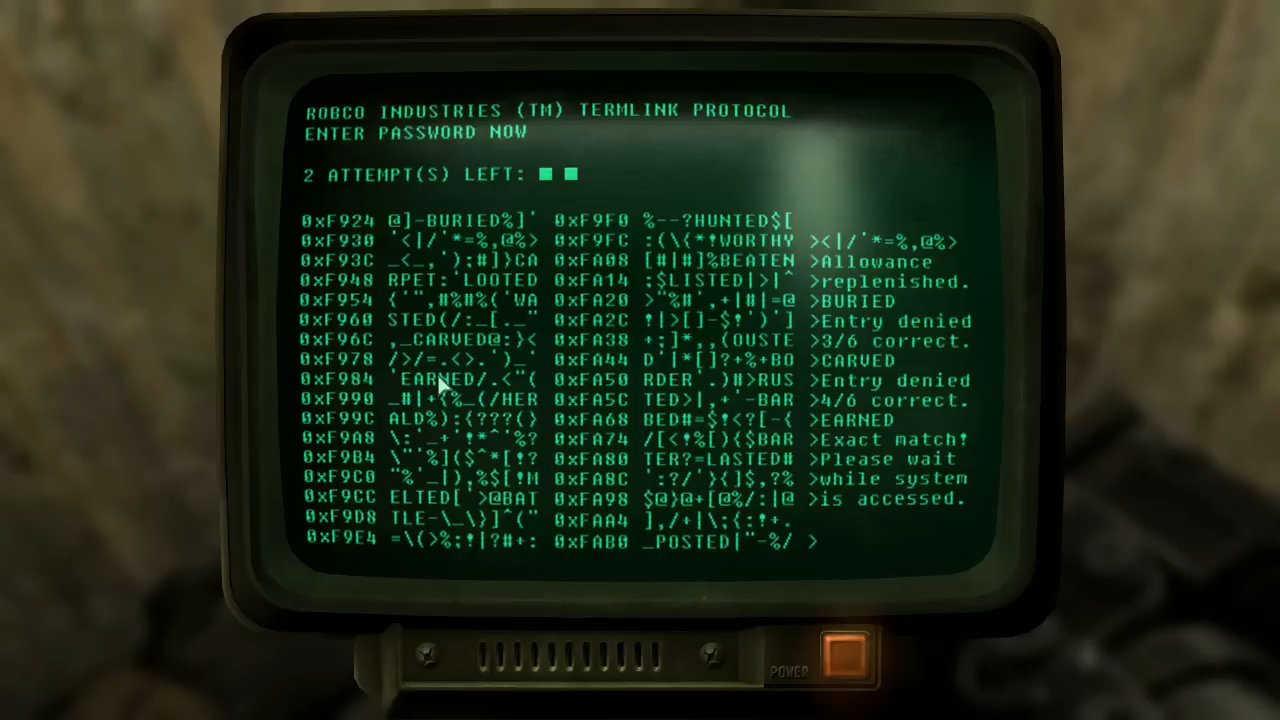 ROBCO INDUSTRIES (TM) TERMLINK PROTOCOL
ENTER PASSWORD NOW
2 ATTEMPT(S) LEFT: ■ ■
0xF924 @]-BURIED%]' 0xF9F0 %--?HUNTED$[
0xF930 '<|/'*=%,@%> 0xF9FC :(\{*!WORTHY ><|/'*=%,@%>
0xF93C _<_,');#]}CA 0xFA08 [#|#]%BEATEN >Allowance
0xF948 RPET:'LOOTED 0xFA14 :$LISTED|>|^ >replenished.
0xF954 {'",#%#%('WA 0xFA20 >"%#',+|#|=@ >BURIED
0xF960 STED(/:_[._" 0xFA2C !|>[]-$!')'] >Entry denied
0xF96C ,_CARVED@:}< 0xFA38 +;]*,,(OUSTE >3/6 correct.
0xF978 />/=.<>.')_' 0xFA44 D'|*[]?+%+BO >CARVED
0xF984 'EARNED/.<"( 0xFA50 RDER'.)#>RUS >Entry denied
0xF990 _#|+{%_(/HER 0xFA5C TED>|,+'-BAR >4/6 correct.
0xF99C ALD%):{???(} 0xFA68 BED#=$!<?[-{ >EARNED
0xF9A8 \:'_+'!*^'%? 0xFA74 /[<!%[){$BAR >Exact match!
0xF9B4 \"'%]($^*[!? 0xFA80 TER?=LASTED# >Please wait
0xF9C0 "%'_|),%$[!M 0xFA8C ':?/'}{]$,?% >while system
0xF9CC ELTED['>@BAT 0xFA98 $@}@+[@%/:|@ >is accessed.
0xF9D8 TLE-\_\}]^(" 0xFAA4 ],/+|\;{:!+.
0xF9E4 =\(>%;!|?#+: 0xFAB0 _POSTED|"-%/ >
POWER